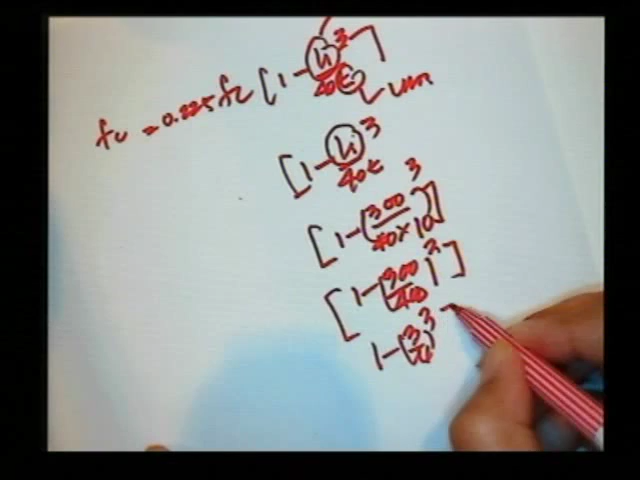 fc = 0.225 fc [1 - (h/40t)³]
t mm
[1 - (h/40t)³
[1 - (300/40×10)³]
[1 - (300/400)³]
1 - (3/4)³